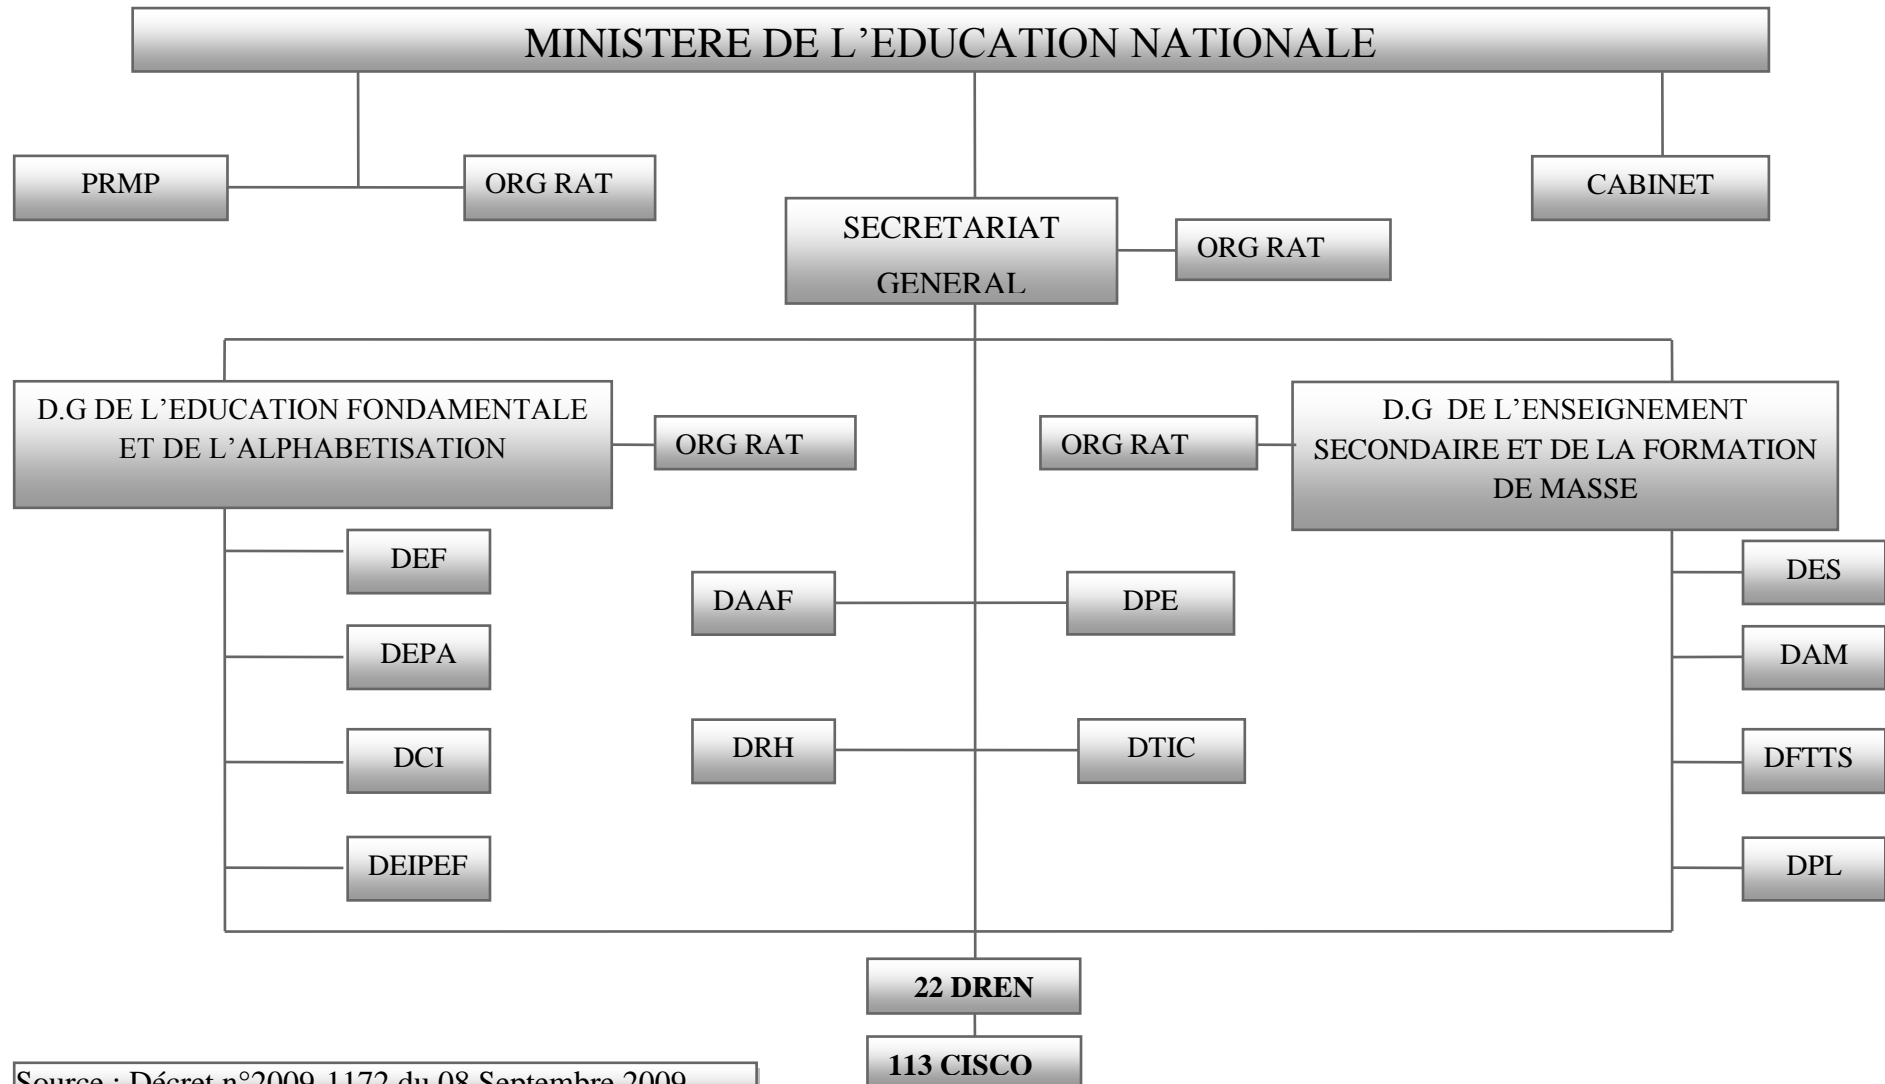 MINISTERE DE L'EDUCATION NATIONALE
PRMP
ORG RAT
CABINET
SECRETARIAT
GENERAL
ORG RAT
D.G DE L'EDUCATION FONDAMENTALE
ET DE L'ALPHABETISATION
ORG RAT
ORG RAT
D.G DE L'ENSEIGNEMENT
SECONDAIRE ET DE LA FORMATION
DE MASSE
DEF
DEPA
DCI
DEIPEF
DAAF
DPE
DRH
DTIC
DES
DAM
DFTTS
DPL
22 DREN
113 CISCO
Source : Décret n°2009-1172 du 08 Septembre 2009